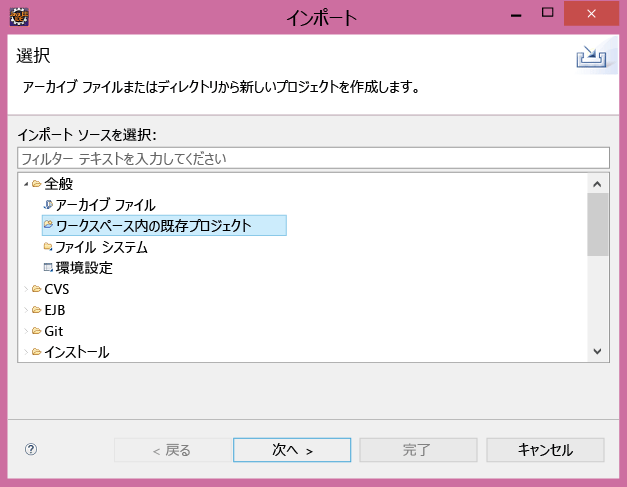 インポート
選択
アーカイブ ファイルまたはディレクトリから新しいプロジェクトを作成します。
インポート ソースを選択:
フィルター テキストを入力してください
全般
アーカイブ ファイル
ワークスペース内の既存プロジェクト
ファイル システム
環境設定
CVS
EJB
Git
インストール
? < 戻る 次へ > 完了 キャンセル